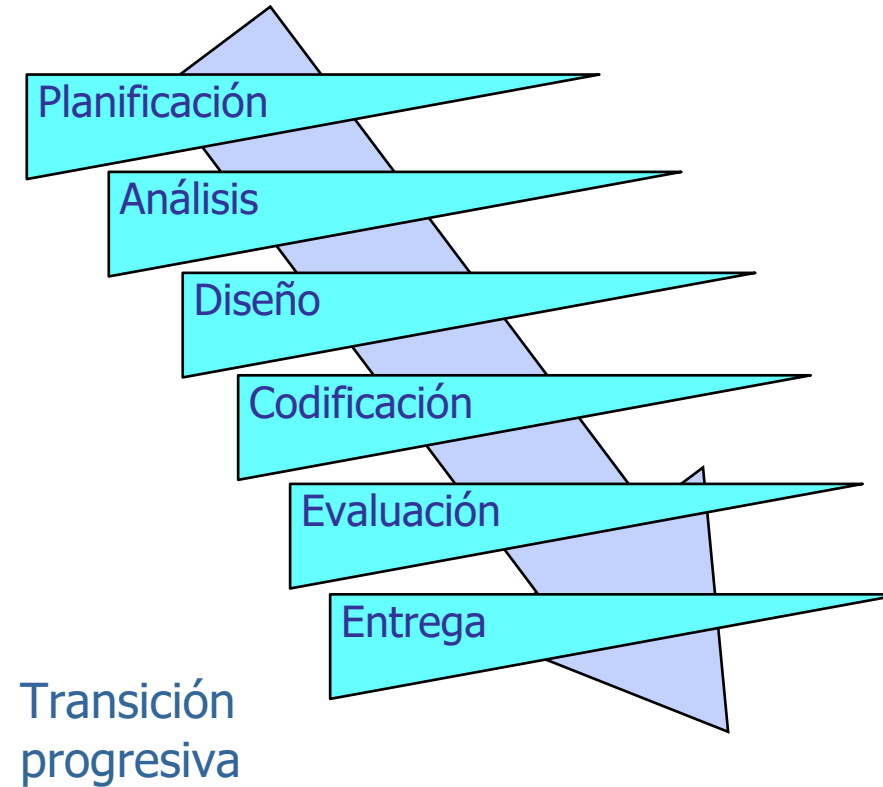 Planificación
Análisis
Diseño
Codificación
Evaluación
Entrega
Transición
progresiva